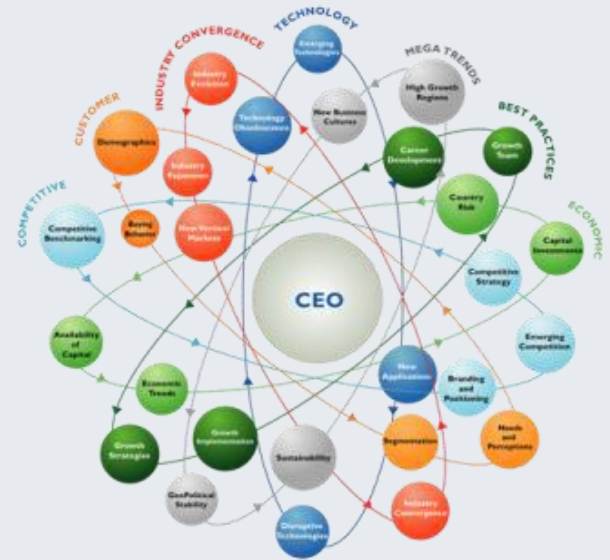 TECHNOLOGY
INDUSTRY CONVERGENCE
MEGA TRENDS
CUSTOMER
BEST PRACTICES
COMPETITIVE
ECONOMIC
Emerging
Technologies
Industry
Evolution
High Growth
Regions
New Business
Cultures
Technology
Obsolescence
Demographics
Career
Development
Growth
Team
Industry
Expansion
Country
Risk
Buying
Behavior
New Vertical
Markets
Competitive
Benchmarking
Capital
Investments
Competitive
Strategy
CEO
Availability
of
Capital
Emerging
Competition
New
Applications
Economic
Trends
Branding
and
Positioning
Growth
Implementation
Segmentation
Needs
and
Perceptions
Growth
Strategies
Sustainability
GeoPolitical
Stability
Industry
Convergence
Disruptive
Technologies